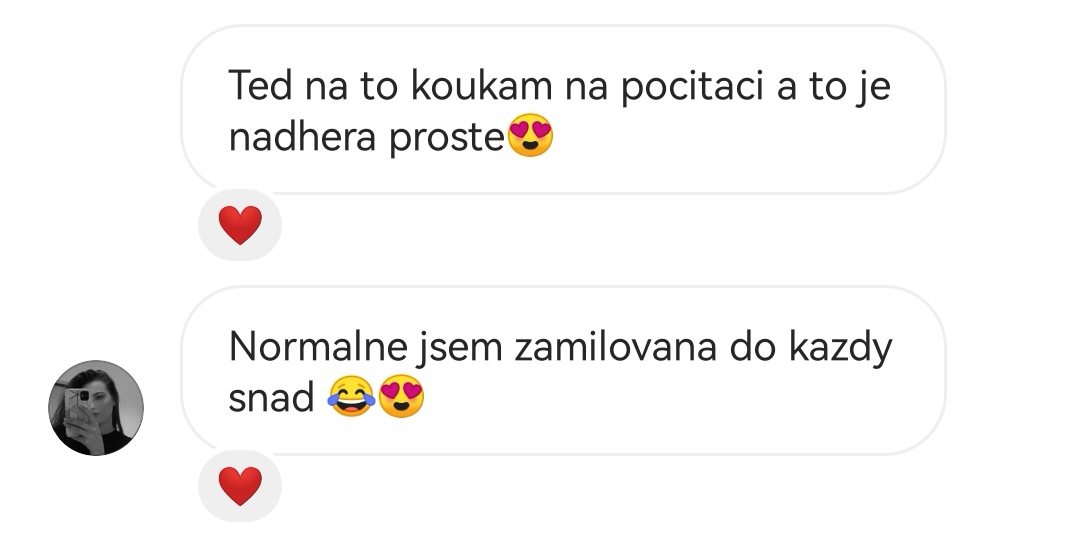 Ted na to koukam na pocitaci a to je
nadhera proste😍
Normalne jsem zamilovana do kazdy
snad 😂😍